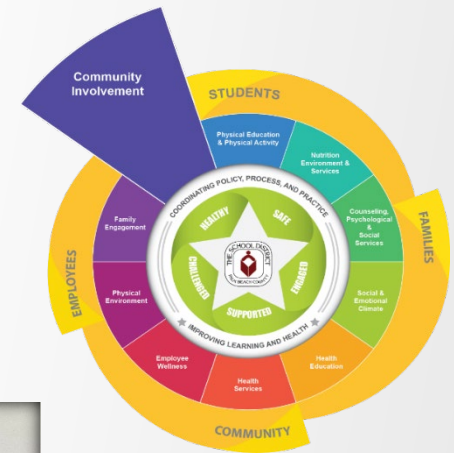 Community
Involvement
STUDENTS
Physical Education
& Physical Activity
Nutrition
Environment &
Services
Counseling,
Psychological
&
Social
Services
FAMILIES
Social &
Emotional
Climate
Health
Education
Health
Services
COMMUNITY
Employee
Wellness
Physical
Environment
EMPLOYEES
Family
Engagement
COORDINATING POLICY, PROCESS, AND PRACTICE
IMPROVING LEARNING AND HEALTH
HEALTHY
SAFE
ENGAGED
SUPPORTED
CHALLENGED
THE SCHOOL DISTRICT
PALM BEACH COUNTY